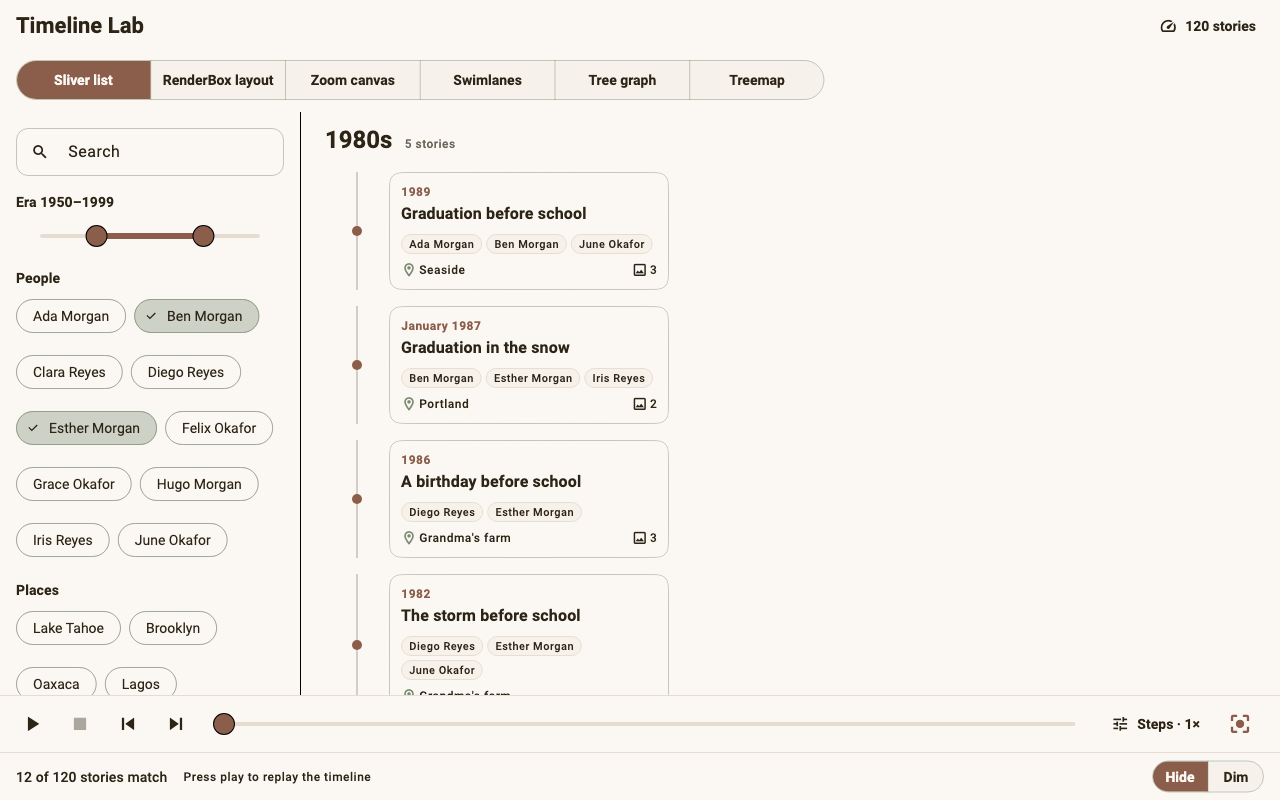 Timeline Lab
120 stories
Sliver list
RenderBox layout
Zoom canvas
Swimlanes
Tree graph
Treemap
Search
Era 1950–1999
People
Ada Morgan
Ben Morgan
Clara Reyes
Diego Reyes
Esther Morgan
Felix Okafor
Grace Okafor
Hugo Morgan
Iris Reyes
June Okafor
Places
Lake Tahoe
Brooklyn
Oaxaca
Lagos
1980s 5 stories
1989
Graduation before school
Ada Morgan Ben Morgan June Okafor
Seaside 3
January 1987
Graduation in the snow
Ben Morgan Esther Morgan Iris Reyes
Portland 2
1986
A birthday before school
Diego Reyes Esther Morgan
Grandma's farm 3
1982
The storm before school
Diego Reyes Esther Morgan
June Okafor
Grandma's farm
Steps · 1×
12 of 120 stories match Press play to replay the timeline
Hide Dim